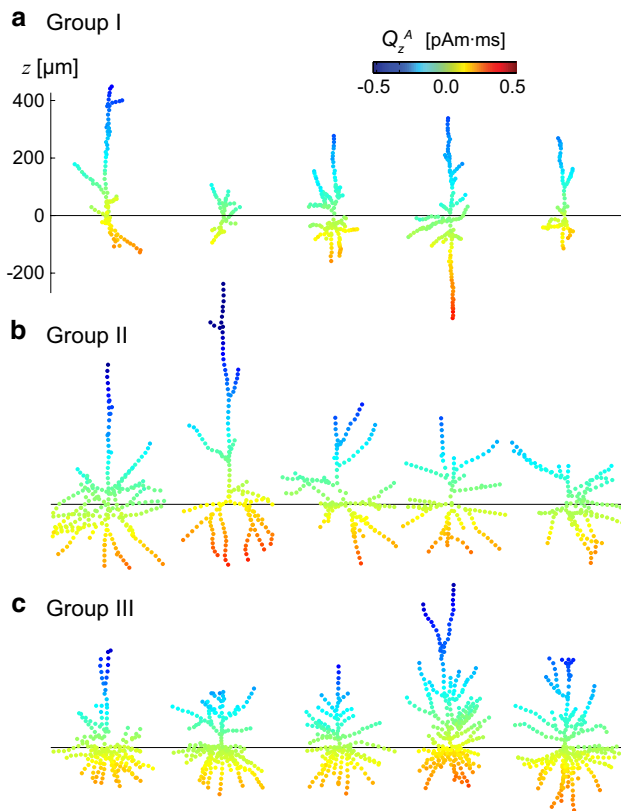 a Group I
Q_z^A [pAm·ms]
-0.5 0.0 0.5
z [µm]
400
200
0
-200
b Group II
c Group III